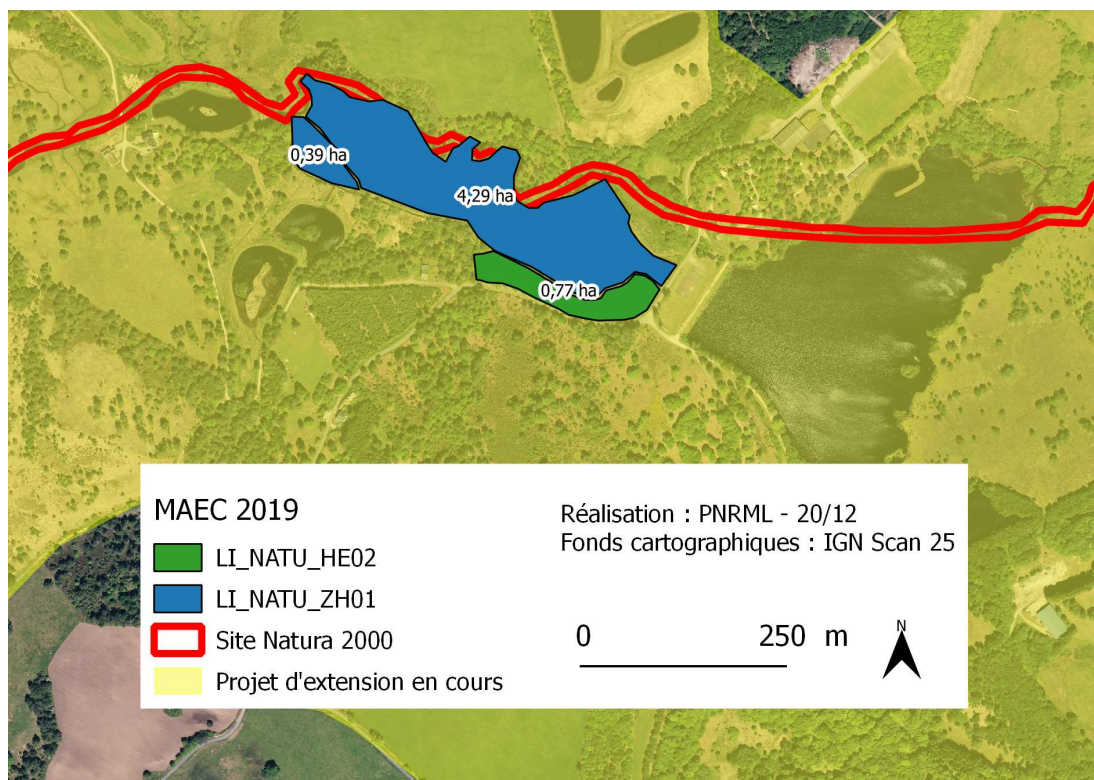 0,39 ha
4,29 ha
0,77 ha
MAEC 2019
LI_NATU_HE02
LI_NATU_ZH01
Site Natura 2000
Projet d'extension en cours
Réalisation : PNRML - 20/12
Fonds cartographiques : IGN Scan 25
0 250 m
N